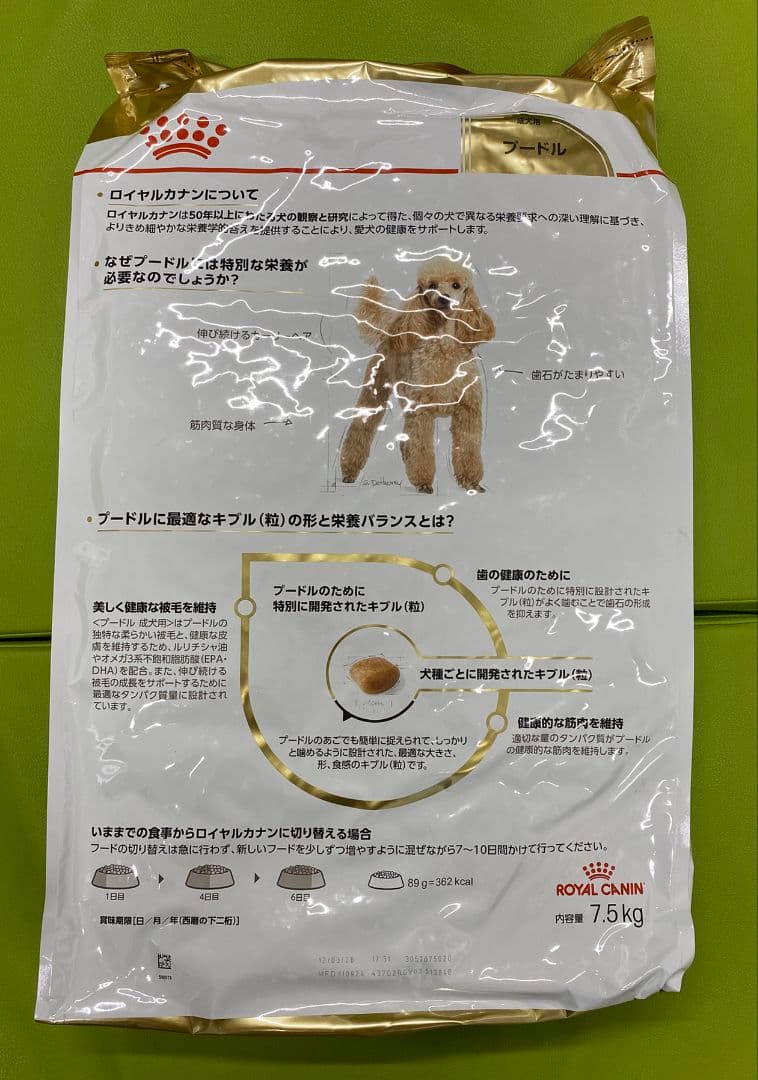 成犬用
プードル
ロイヤルカナンについて
ロイヤルカナンは50年以上にわたる犬の観察と研究によって得た、個々の犬で異なる栄養要求への深い理解に基づき、
よりきめ細やかな栄養学的答えを提供することにより、愛犬の健康をサポートします。
なぜプードルには特別な栄養が
必要なのでしょうか?
伸び続けるカーリーヘア
歯石がたまりやすい
筋肉質な身体
プードルに最適なキブル(粒)の形と栄養バランスとは?
美しく健康な被毛を維持
<プードル 成犬用>はプードルの
独特な柔らかい被毛と、健康な皮
膚を維持するため、ルリチシャ油
やオメガ3系不飽和脂肪酸(EPA・
DHA)を配合。また、伸び続ける
被毛の成長をサポートするために
最適なタンパク質量に設計され
ています。
プードルのために
特別に開発されたキブル(粒)
歯の健康のために
プードルのために特別に設計されたキ
ブル(粒)がよく噛むことで歯石の形成
を抑えます。
犬種ごとに開発されたキブル(粒)
健康的な筋肉を維持
適切な量のタンパク質がプードル
の健康的な筋肉を維持します。
プードルのあごでも簡単に捉えられて、しっかり
と噛めるように設計された、最適な大きさ、
形、食感のキブル(粒)です。
いままでの食事からロイヤルカナンに切り替える場合
フードの切り替えは急に行わず、新しいフードを少しずつ増やすように混ぜながら7〜10日間かけて行ってください。
1日目
4日目
6日目
89g=362kcal
ROYAL CANIN
内容量 7.5kg
賞味期限[日/月/年(西暦の下二桁)]